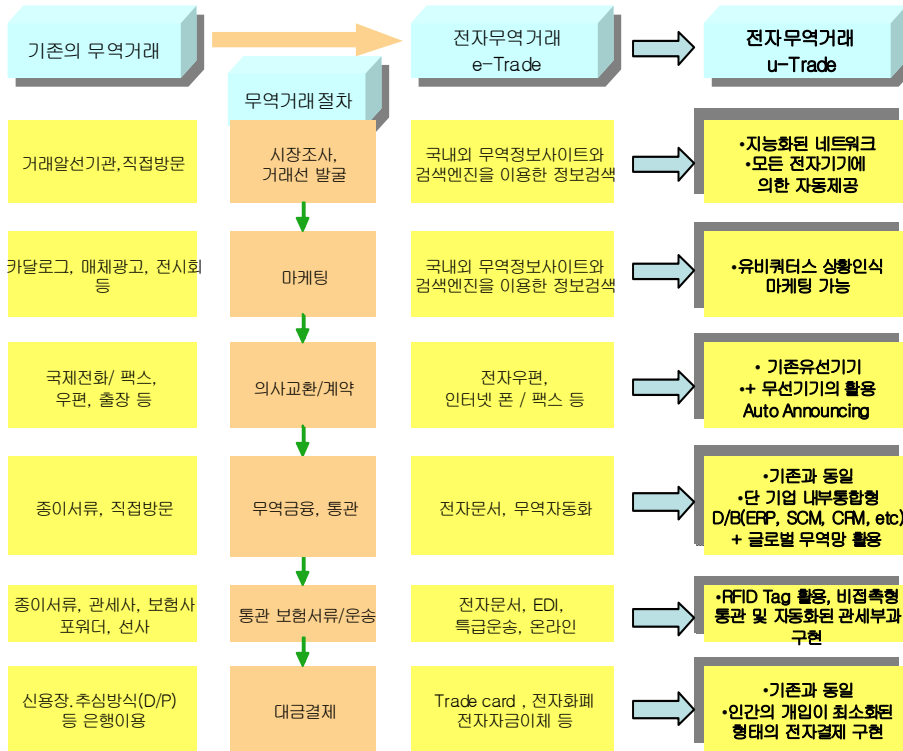 기존의 무역거래
전자무역거래
e-Trade
전자무역거래
u-Trade
무역거래절차
거래알선기관,직접방문
시장조사,
거래선 발굴
국내외 무역정보사이트와
검색엔진을 이용한 정보검색
•지능화된 네트워크
•모든 전자기기에
의한 자동제공
카달로그, 매체광고, 전시회
등
마케팅
국내외 무역정보사이트와
검색엔진을 이용한 정보검색
•유비쿼터스 상황인식
마케팅 가능
국제전화/ 팩스,
우편, 출장 등
의사교환/계약
전자우편,
인터넷 폰 / 팩스 등
• 기존유선기기
•+ 무선기기의 활용
Auto Announcing
종이서류, 직접방문
무역금융, 통관
전자문서, 무역자동화
•기존과 동일
•단 기업 내부통합형
D/B(ERP, SCM, CRM, etc)
+ 글로벌 무역망 활용
종이서류, 관세사, 보험사
포워더, 선사
통관 보험서류/운송
전자문서, EDI,
특급운송, 온라인
•RFID Tag 활용, 비접촉형
통관 및 자동화된 관세부과
구현
신용장.추심방식(D/P)
등 은행이용
대금결제
Trade card , 전자화폐
전자자금이체 등
•기존과 동일
•인간의 개입이 최소화된
형태의 전자결제 구현